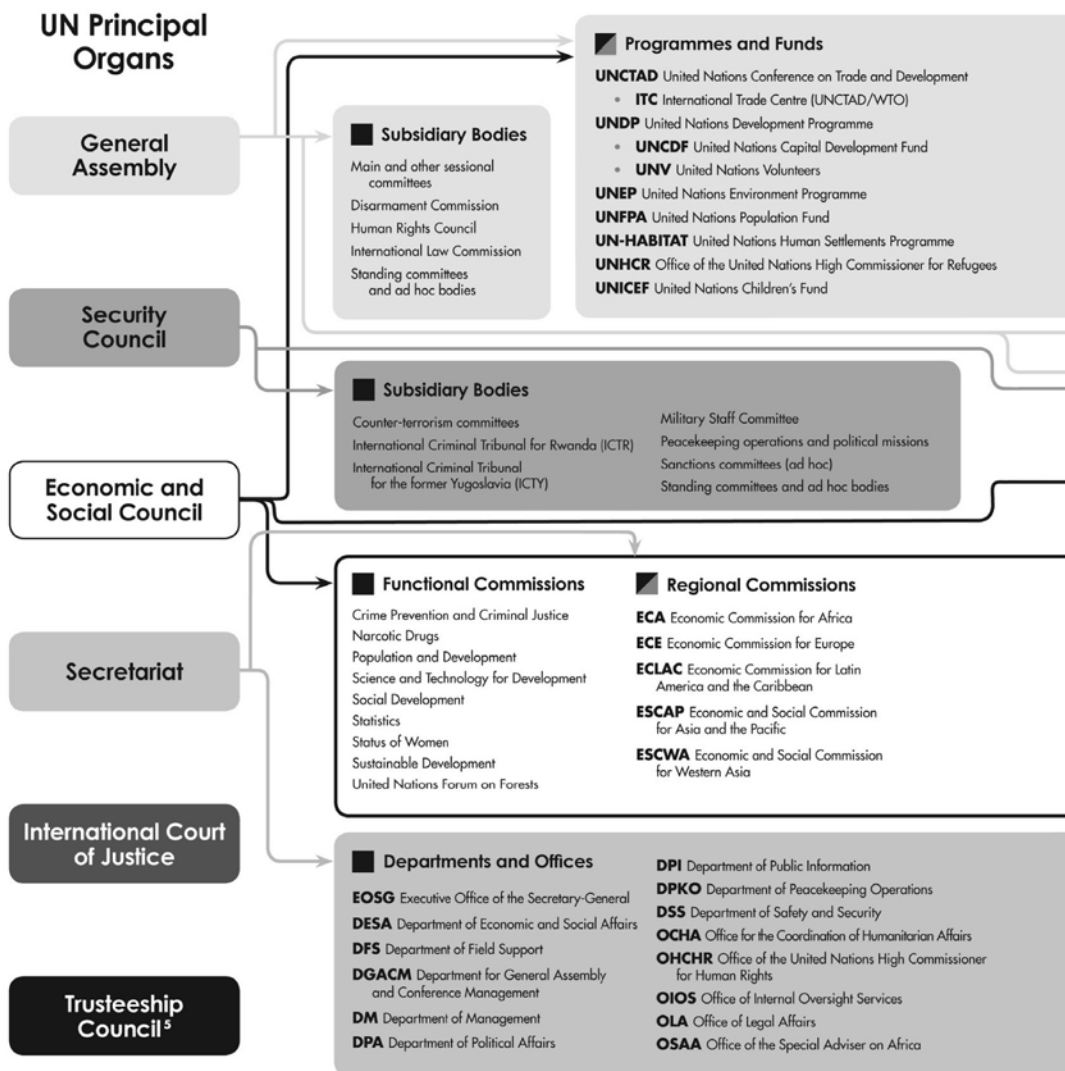 UN Principal
Organs
General
Assembly
Security
Council
Economic and
Social Council
Secretariat
International Court
of Justice
Trusteeship
Council⁵
Subsidiary Bodies
Main and other sessional
committees
Disarmament Commission
Human Rights Council
International Law Commission
Standing committees
and ad hoc bodies
Programmes and Funds
UNCTAD United Nations Conference on Trade and Development
• ITC International Trade Centre (UNCTAD/WTO)
UNDP United Nations Development Programme
• UNCDF United Nations Capital Development Fund
• UNV United Nations Volunteers
UNEP United Nations Environment Programme
UNFPA United Nations Population Fund
UN-HABITAT United Nations Human Settlements Programme
UNHCR Office of the United Nations High Commissioner for Refugees
UNICEF United Nations Children's Fund
Subsidiary Bodies
Counter-terrorism committees
International Criminal Tribunal for Rwanda (ICTR)
International Criminal Tribunal
for the former Yugoslavia (ICTY)
Military Staff Committee
Peacekeeping operations and political missions
Sanctions committees (ad hoc)
Standing committees and ad hoc bodies
Functional Commissions
Crime Prevention and Criminal Justice
Narcotic Drugs
Population and Development
Science and Technology for Development
Social Development
Statistics
Status of Women
Sustainable Development
United Nations Forum on Forests
Regional Commissions
ECA Economic Commission for Africa
ECE Economic Commission for Europe
ECLAC Economic Commission for Latin
America and the Caribbean
ESCAP Economic and Social Commission
for Asia and the Pacific
ESCWA Economic and Social Commission
for Western Asia
Departments and Offices
EOSG Executive Office of the Secretary-General
DESA Department of Economic and Social Affairs
DFS Department of Field Support
DGACM Department for General Assembly
and Conference Management
DM Department of Management
DPA Department of Political Affairs
DPI Department of Public Information
DPKO Department of Peacekeeping Operations
DSS Department of Safety and Security
OCHA Office for the Coordination of Humanitarian Affairs
OHCHR Office of the United Nations High Commissioner
for Human Rights
OIOS Office of Internal Oversight Services
OLA Office of Legal Affairs
OSAA Office of the Special Adviser on Africa